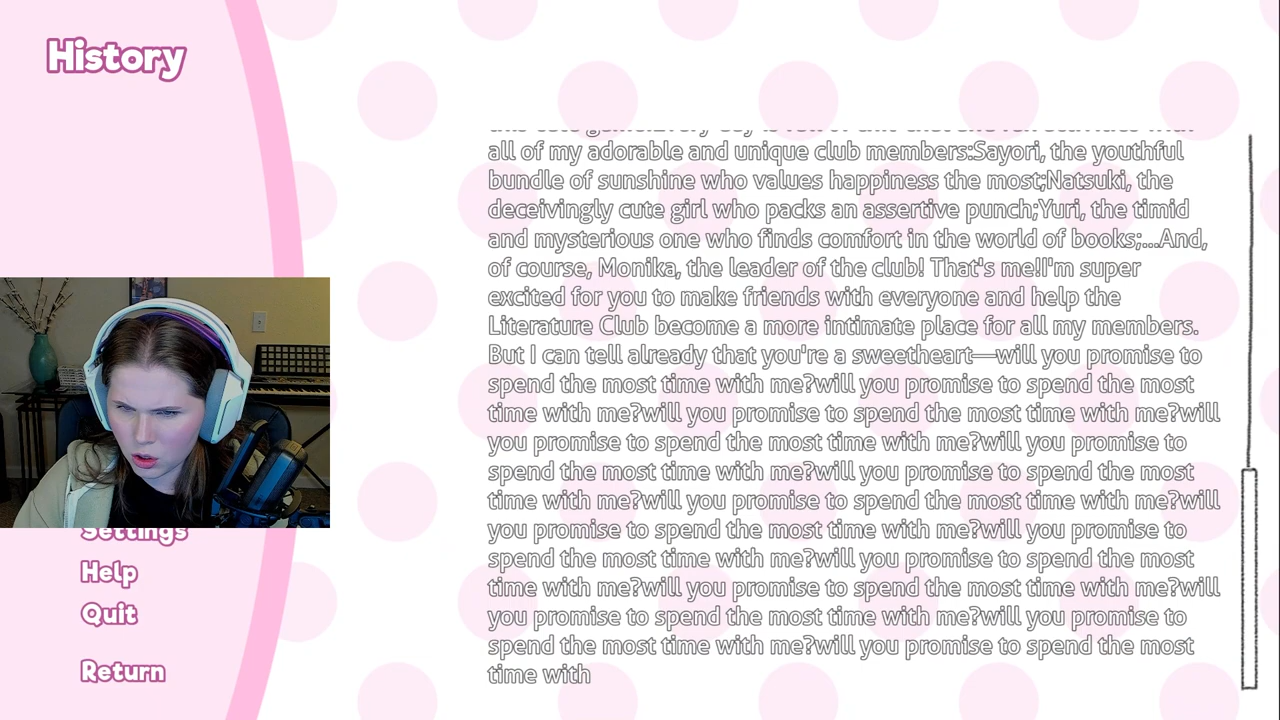 History
all of my adorable and unique club members:Sayori, the youthful
bundle of sunshine who values happiness the most;Natsuki, the
deceivingly cute girl who packs an assertive punch;Yuri, the timid
and mysterious one who finds comfort in the world of books;...And,
of course, Monika, the leader of the club! That's me!I'm super
excited for you to make friends with everyone and help the
Literature Club become a more intimate place for all my members.
But I can tell already that you're a sweetheart—will you promise to
spend the most time with me?will you promise to spend the most
time with me?will you promise to spend the most time with me?will
you promise to spend the most time with me?will you promise to
spend the most time with me?will you promise to spend the most
time with me?will you promise to spend the most time with me?will
you promise to spend the most time with me?will you promise to
spend the most time with me?will you promise to spend the most
time with me?will you promise to spend the most time with me?will
you promise to spend the most time with me?will you promise to
spend the most time with me?will you promise to spend the most
time with
Settings
Help
Quit
Return